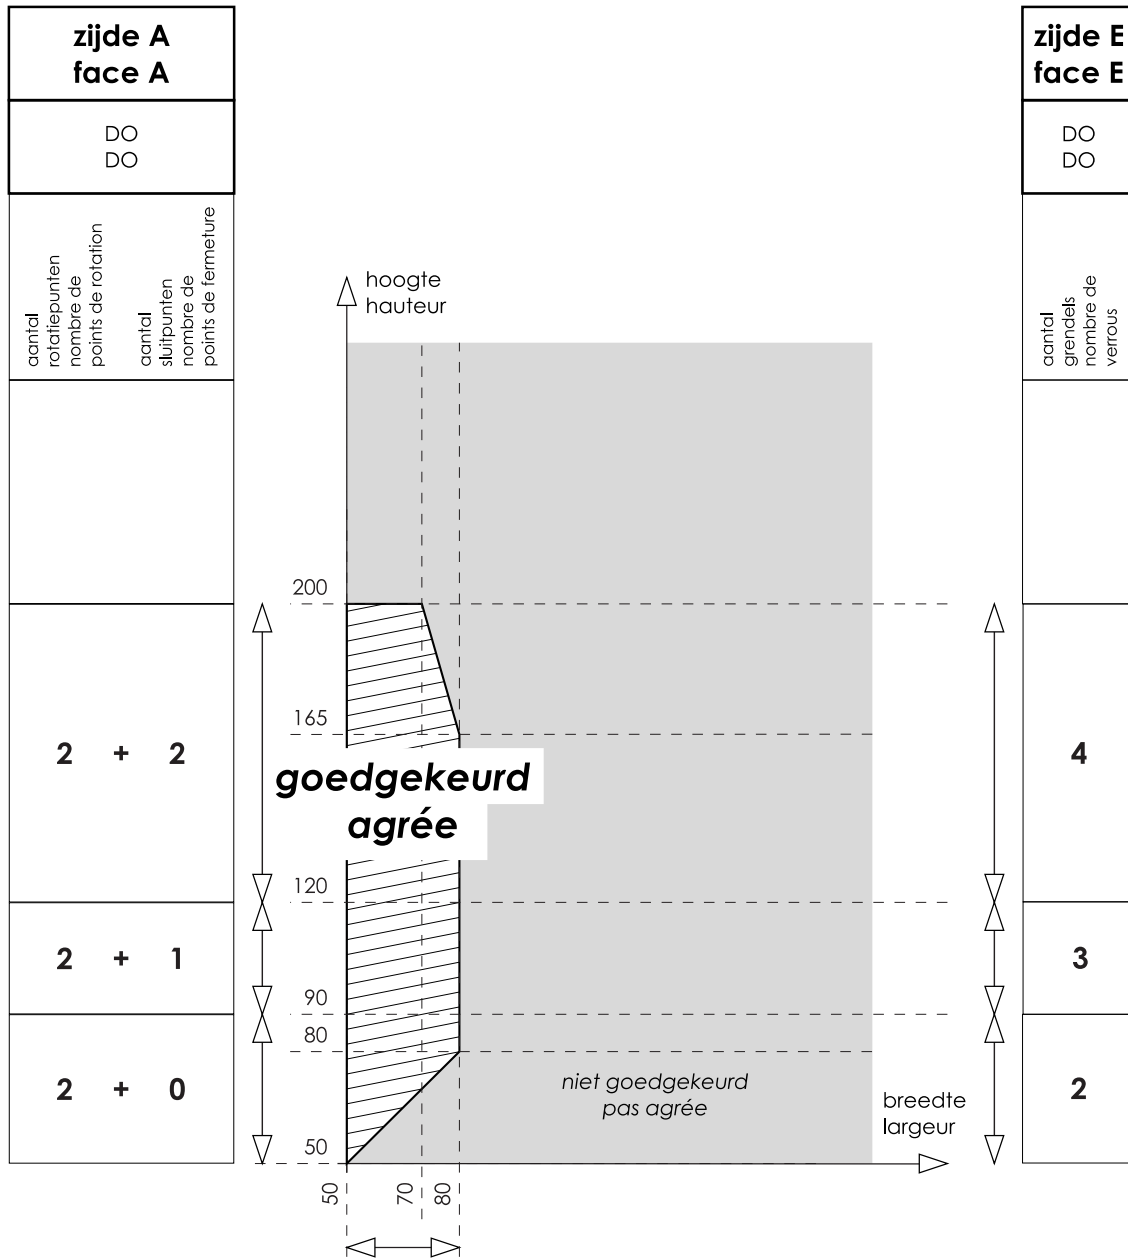 zijde A
face A
DO
DO
aantal
rotatiepunten
nombre de
points de rotation
aantal
sluitpunten
nombre de
points de fermeture
zijde E
face E
DO
DO
aantal
grendels
nombre de
verrous
hoogte
hauteur
200
165
120
90
80
50
2 + 2
2 + 1
2 + 0
goedgekeurd
agrée
niet goedgekeurd
pas agrée
breedte
largeur
4
3
2
50
70
80